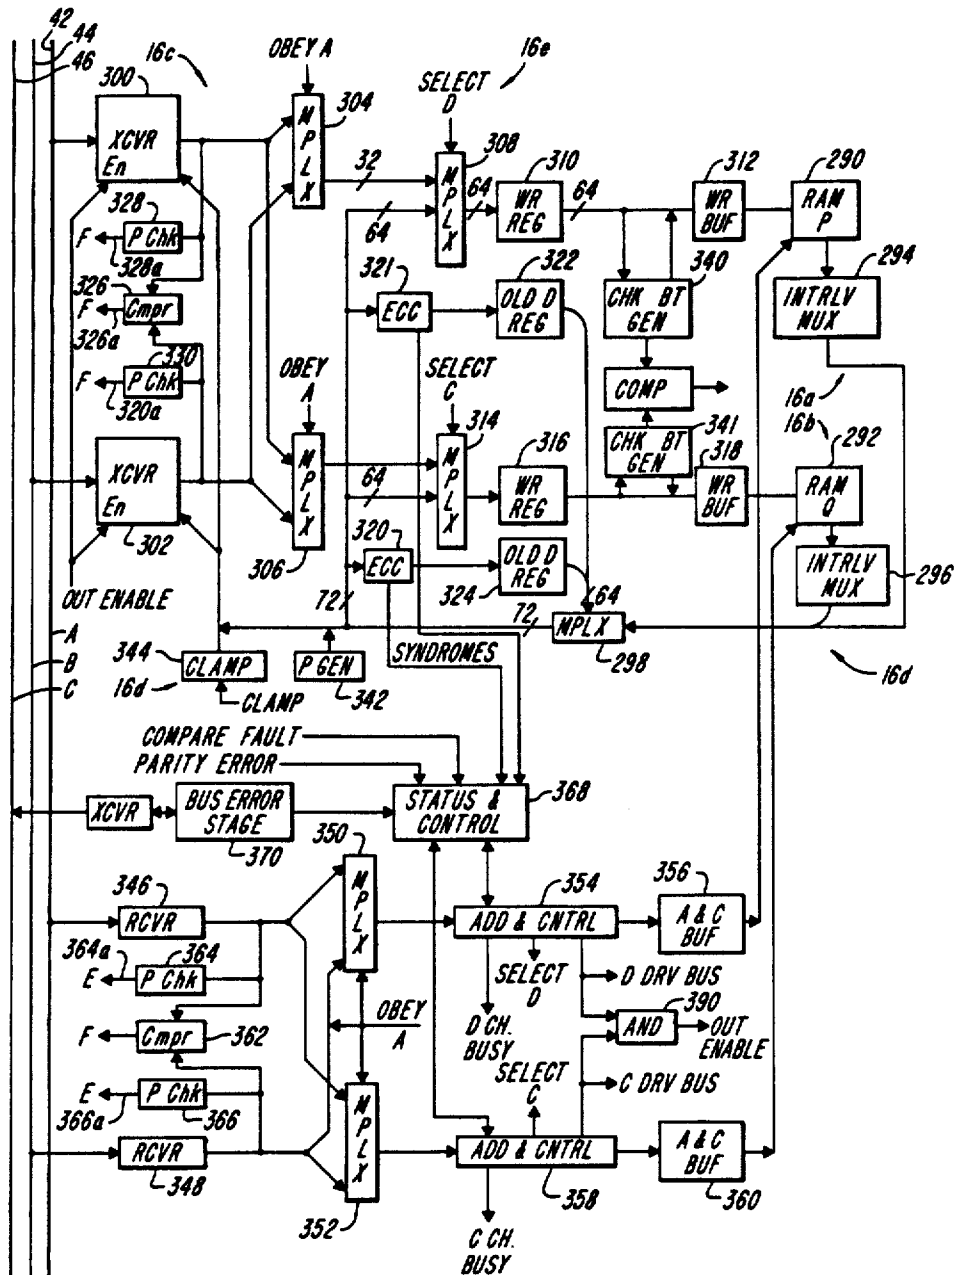 42
44
46
16c
OBEY A
16e
300
XCVR
En
MPLX
304
SELECT
D
MPLX
308
32
64
64
310
WR
REG
64
312
WR
BUF
290
RAM
P
328
P Chk
F
328a
326
Cmpr
F
326a
330
P Chk
F
320a
321
ECC
322
OLD D
REG
340
CHK BT
GEN
294
INTRLV
MUX
16a
COMP
OBEY
A
SELECT
C
314
MPLX
MPLX
306
64
316
WR
REG
341
CHK BT
GEN
318
WR
BUF
16b
292
RAM
Q
XCVR
En
302
320
ECC
324
OLD D
REG
INTRLV
MUX
296
OUT ENABLE
72
72
64
MPLX
298
16d
A
B
C
344
CLAMP
16d
CLAMP
P GEN
342
SYNDROMES
COMPARE FAULT
PARITY ERROR
XCVR
BUS ERROR
STAGE
370
STATUS &
CONTROL
368
346
RCVR
350
MPLX
354
ADD & CNTRL
356
A & C
BUF
364a
364
E
P Chk
SELECT
D
D DRV BUS
390
AND
OUT
ENABLE
F
Cmpr
362
OBEY
A
D CH.
BUSY
SELECT
C
C DRV BUS
E
P Chk
366a
366
RCVR
348
MPLX
352
ADD & CNTRL
358
A & C
BUF
360
C CH.
BUSY